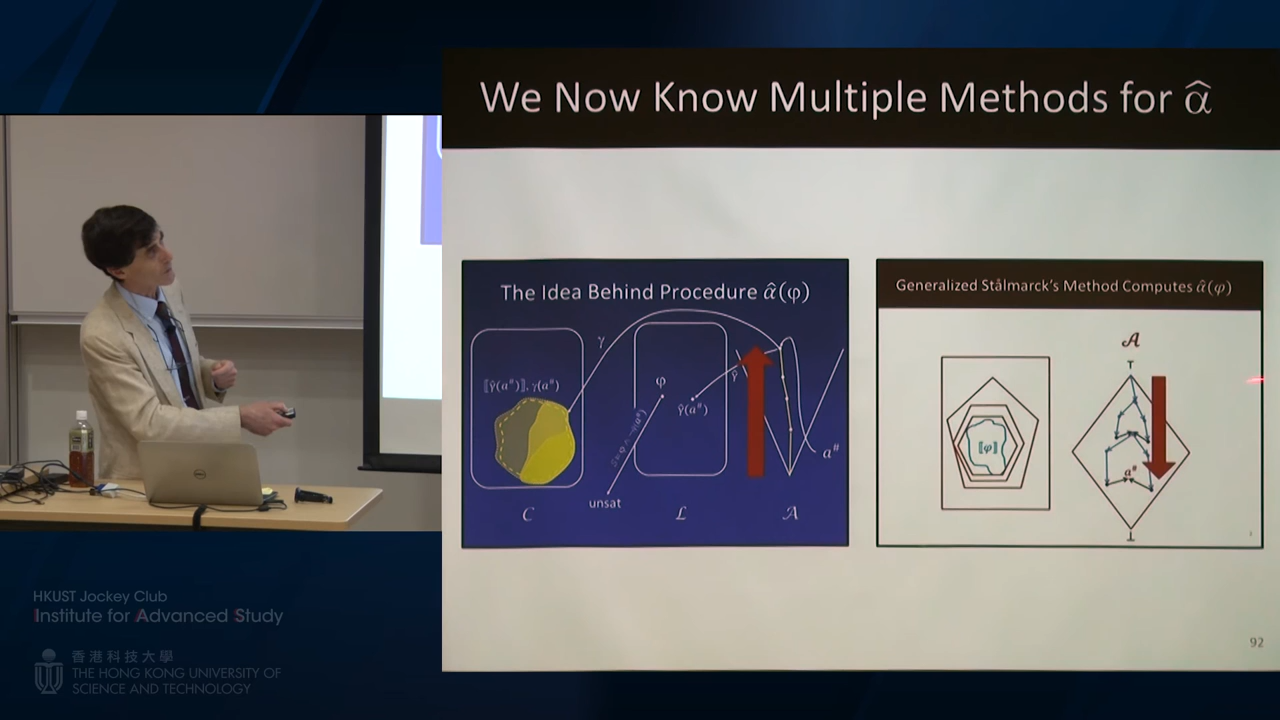 We Now Know Multiple Methods for α̂
The Idea Behind Procedure α̂(φ)
γ
⟦γ̂(a#)⟧, γ(a#)
φ
γ̂
γ̂(a#)
a#
unsat
C
ℒ
𝒜
Generalized Stålmarck's Method Computes α̂(φ)
𝒜
⊤
⟦φ⟧
a#
⊥
92
HKUST Jockey Club
Institute for Advanced Study
香港科技大學
THE HONG KONG UNIVERSITY OF
SCIENCE AND TECHNOLOGY